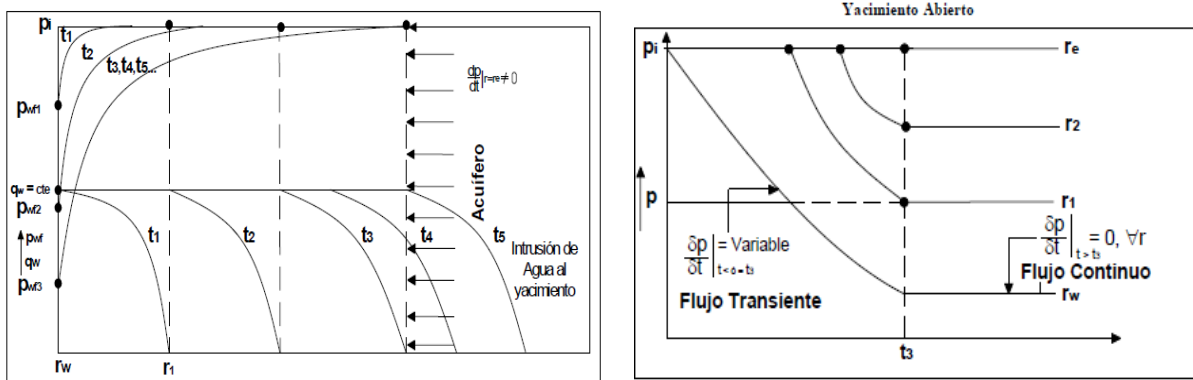 pi
t1
t2
t3,t4,t5...
pwf1
dp/dt|r=re ≠ 0
Acuífero
qw = cte
pwf2
pwf
qw
pwf3
t1
t2
t3
t4
t5
Intrusión de
Agua al
yacimiento
rw
r1
Yacimiento Abierto
pi
re
r2
p
r1
δp/δt| = Variable
t < ó = t3
δp/δt| = 0, ∀r
t > t3
Flujo Transiente
Flujo Continuo
rw
t3